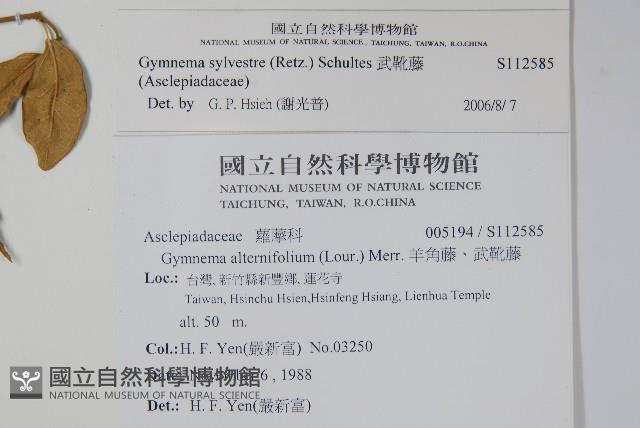 國立自然科學博物館
NATIONAL MUSEUM OF NATURAL SCIENCE, TAICHUNG, TAIWAN, R.O.CHINA
Gymnema sylvestre (Retz.) Schultes 武靴藤 S112585
(Asclepiadaceae)
Det. by G. P. Hsieh (謝光普) 2006/8/ 7
國立自然科學博物館
NATIONAL MUSEUM OF NATURAL SCIENCE
TAICHUNG, TAIWAN, R.O.CHINA
Asclepiadaceae 蘿藦科 005194 / S112585
Gymnema alternifolium (Lour.) Merr. 羊角藤、武靴藤
Loc.: 台灣, 新竹縣新豐鄉, 蓮花寺
Taiwan, Hsinchu Hsien,Hsinfeng Hsiang, Lienhua Temple
alt. 50 m.
Col.: H. F. Yen(嚴新富) No.03250
6 , 1988
Det.: H. F. Yen(嚴新富)
國立自然科學博物館
NATIONAL MUSEUM OF NATURAL SCIENCE